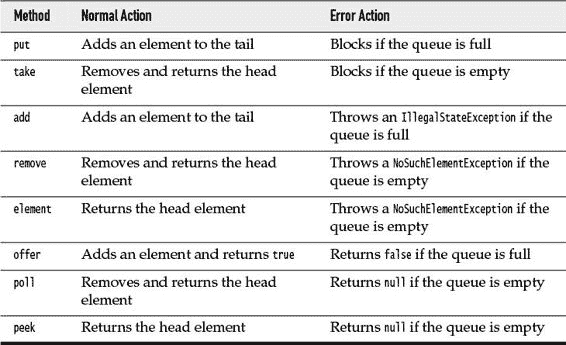 Method Normal Action Error Action
put Adds an element to the tail Blocks if the queue is full
take Removes and returns the head Blocks if the queue is empty
element
add Adds an element to the tail Throws an IllegalStateException if the
queue is full
remove Removes and returns the head Throws a NoSuchElementException if the
element queue is empty
element Returns the head element Throws a NoSuchElementException if the
queue is empty
offer Adds an element and returns true Returns false if the queue is full
poll Removes and returns the head Returns null if the queue is empty
element
peek Returns the head element Returns null if the queue is empty